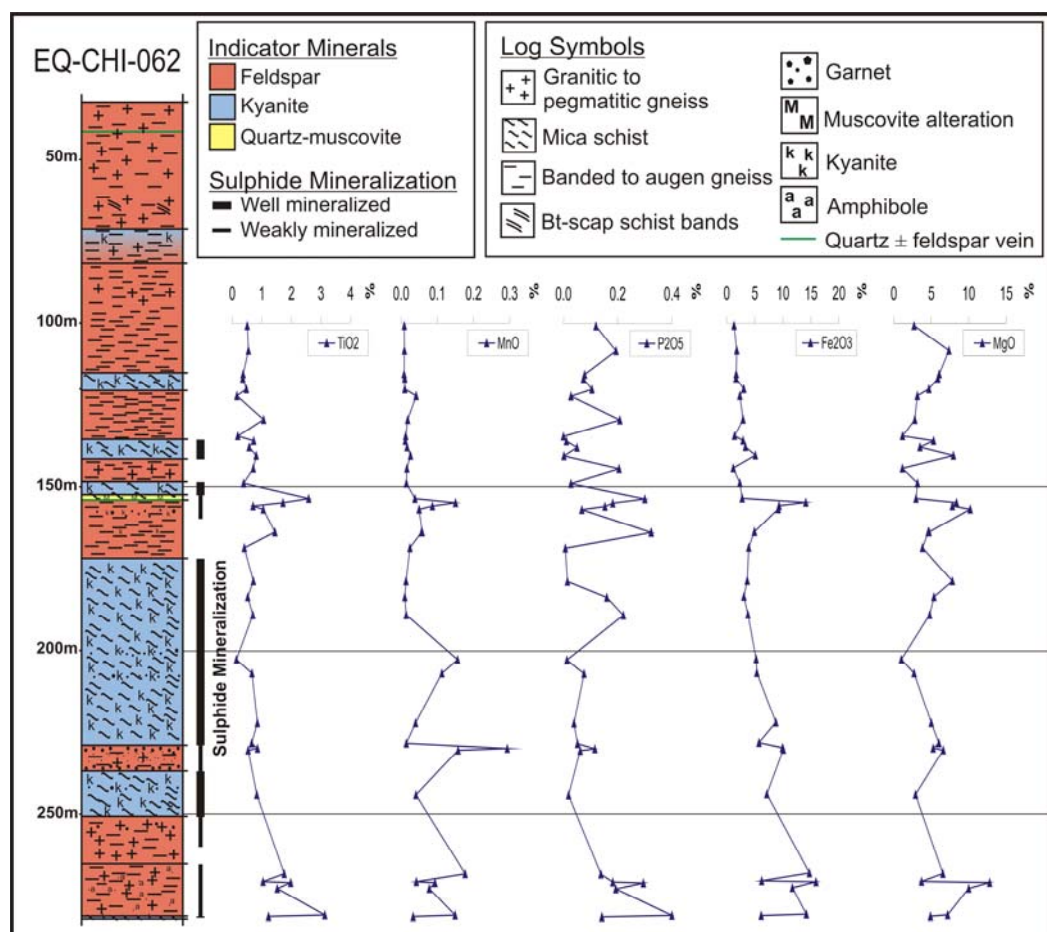 EQ-CHI-062
Indicator Minerals
Feldspar
Kyanite
Quartz-muscovite
Sulphide Mineralization
Well mineralized
Weakly mineralized
Log Symbols
Granitic to
pegmatitic gneiss
Mica schist
Banded to augen gneiss
Bt-scap schist bands
Garnet
M M
Muscovite alteration
k k k
Kyanite
a a a
Amphibole
Quartz ± feldspar vein
50m
100m
150m
200m
250m
0 1 2 3 4 %
TiO2
0.0 0.1 0.2 0.3 %
MnO
0.0 0.2 0.4 %
P2O5
0 5 10 15 20 %
Fe2O3
0 5 10 15 %
MgO
Sulphide Mineralization